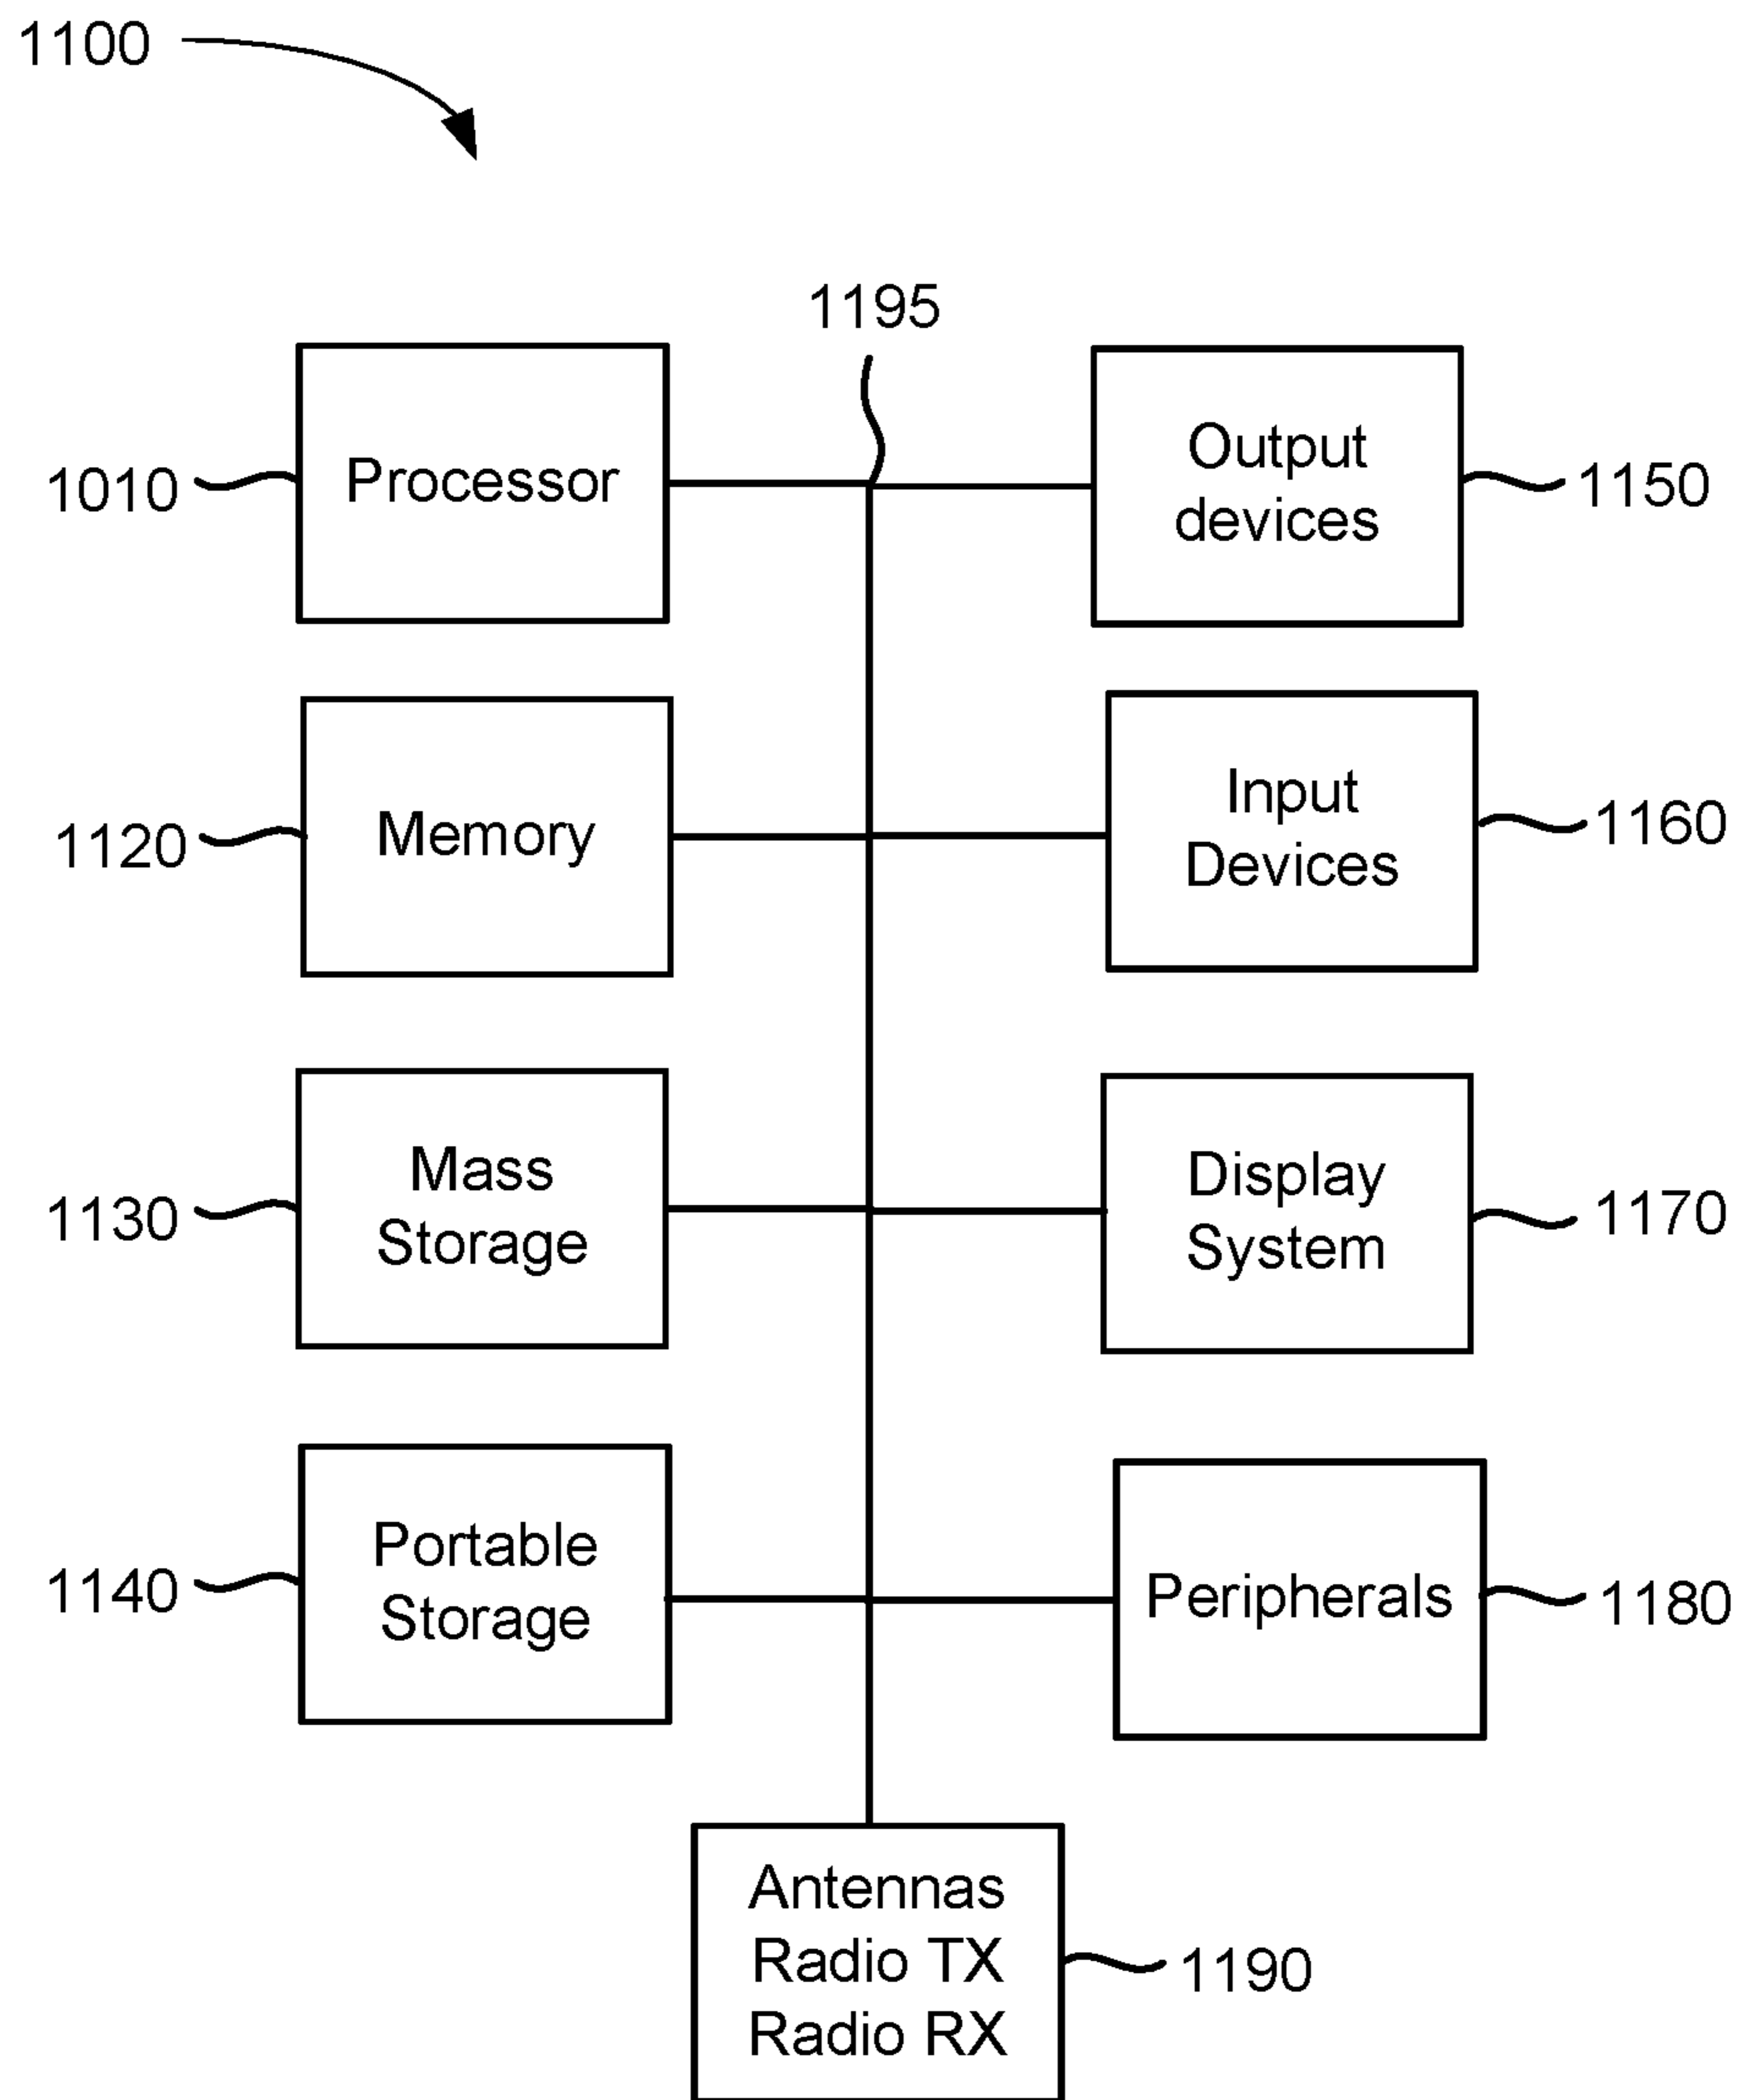 1100
1195
1010
Processor
Output
devices
1150
1120
Memory
Input
Devices
1160
1130
Mass
Storage
Display
System
1170
1140
Portable
Storage
Peripherals
1180
Antennas
Radio TX
Radio RX
1190